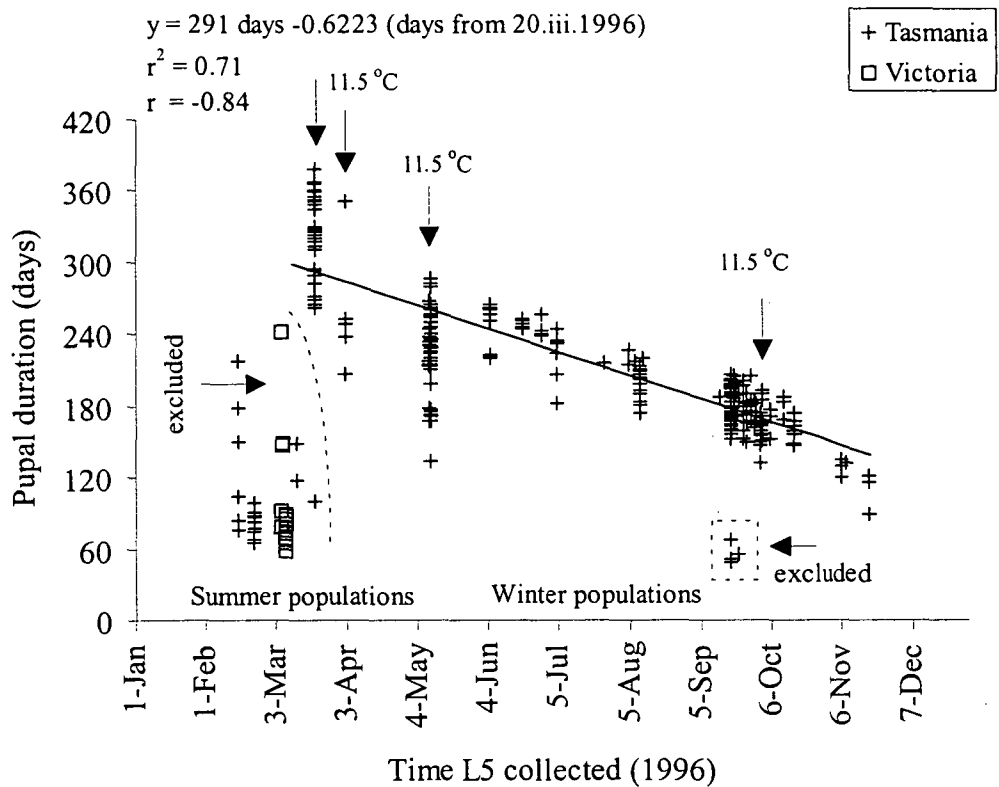 y = 291 days -0.6223 (days from 20.iii.1996)
r² = 0.71
r = -0.84
+ Tasmania
□ Victoria
11.5 °C
11.5 °C
11.5 °C
420
360
300
240
180
120
60
0
Pupal duration (days)
excluded
excluded
Summer populations
Winter populations
1-Jan
1-Feb
3-Mar
3-Apr
4-May
4-Jun
5-Jul
5-Aug
5-Sep
6-Oct
6-Nov
7-Dec
Time L5 collected (1996)